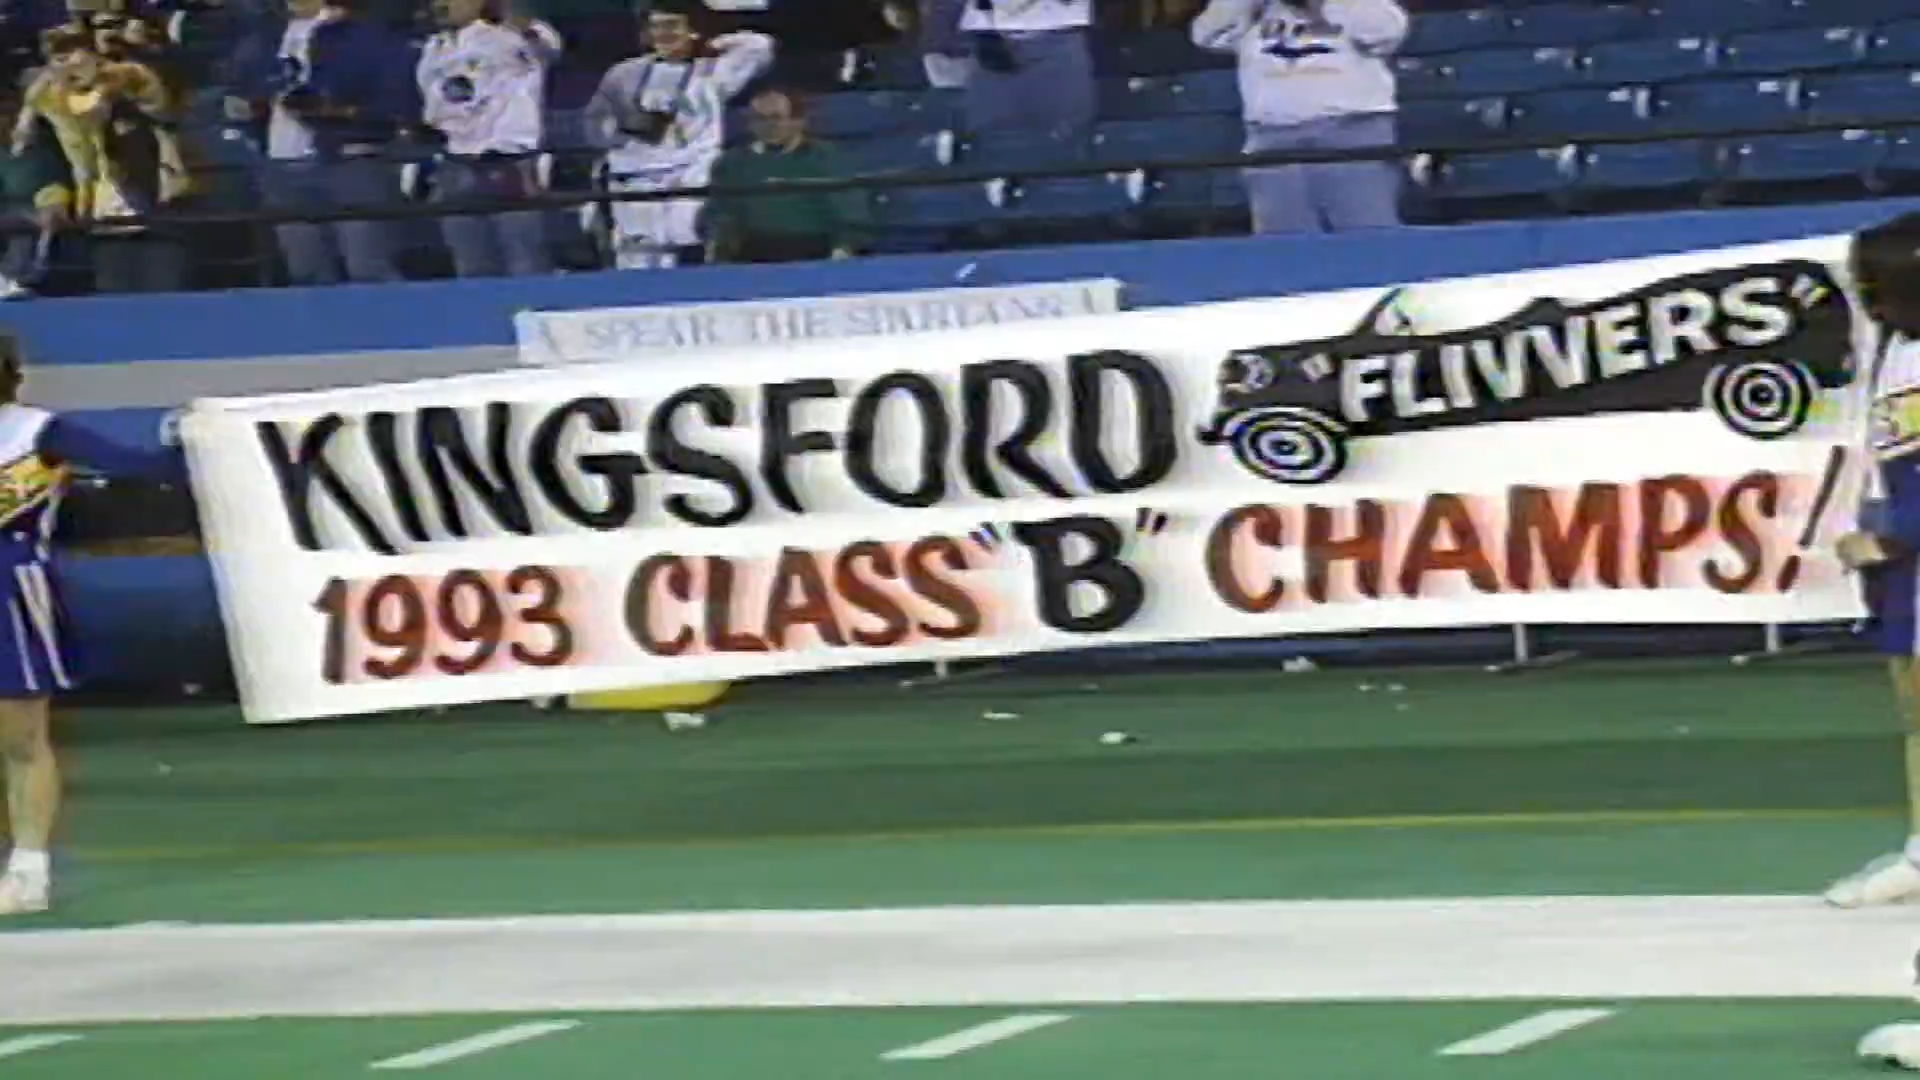 SPEAR THE SPARTANS
KINGSFORD "FLIVVERS"
1993 CLASS "B" CHAMPS!